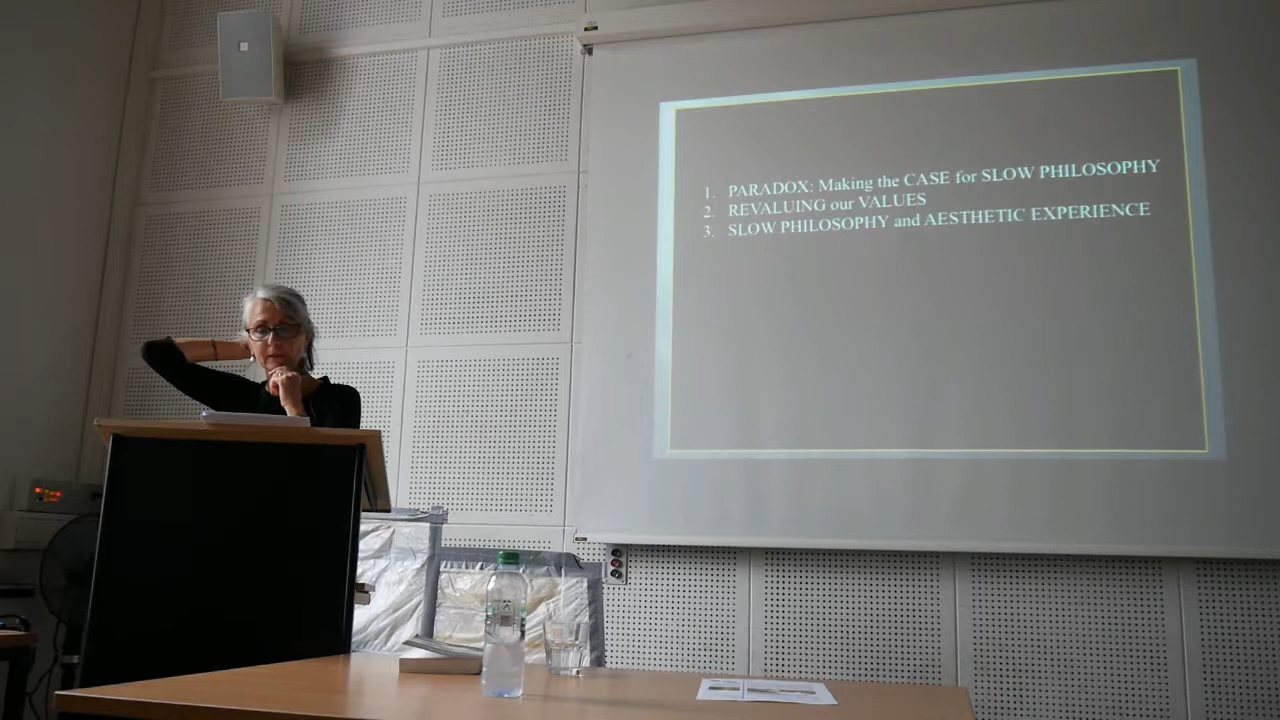 1. PARADOX: Making the CASE for SLOW PHILOSOPHY
2. REVALUING our VALUES
3. SLOW PHILOSOPHY and AESTHETIC EXPERIENCE